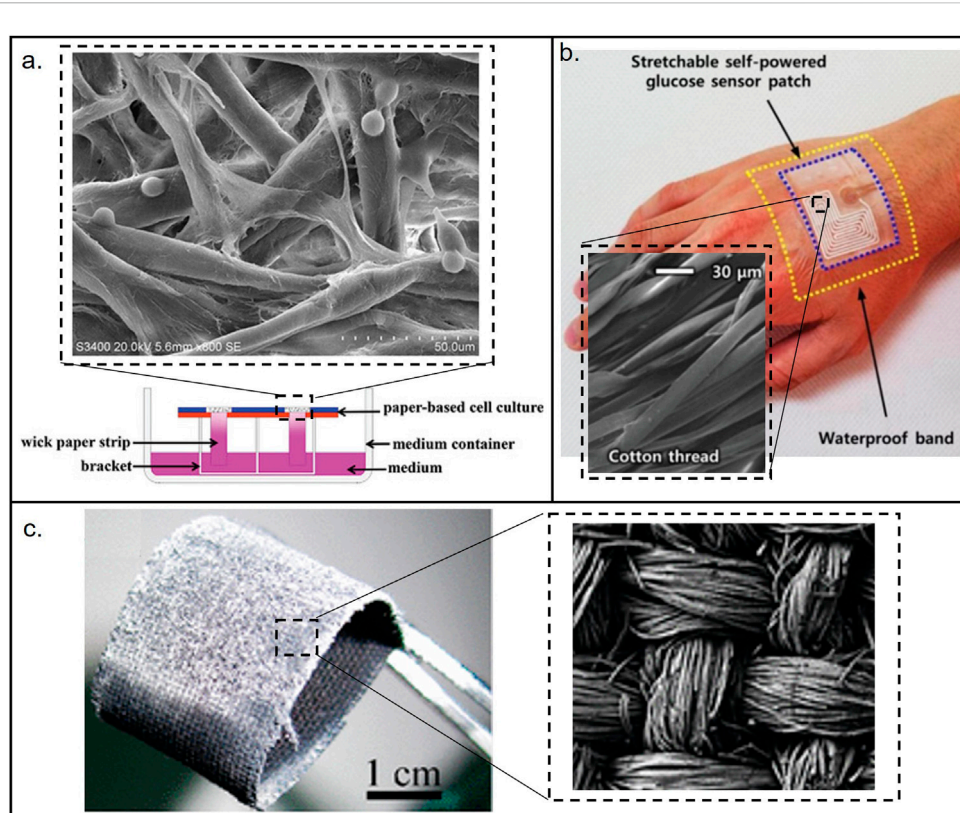 a.
S3400 20.0kV 5.6mm x600 SE
50.0um
paper-based cell culture
wick paper strip
medium container
bracket
medium
b.
Stretchable self-powered
glucose sensor patch
30 μm
Cotton thread
Waterproof band
c.
1 cm